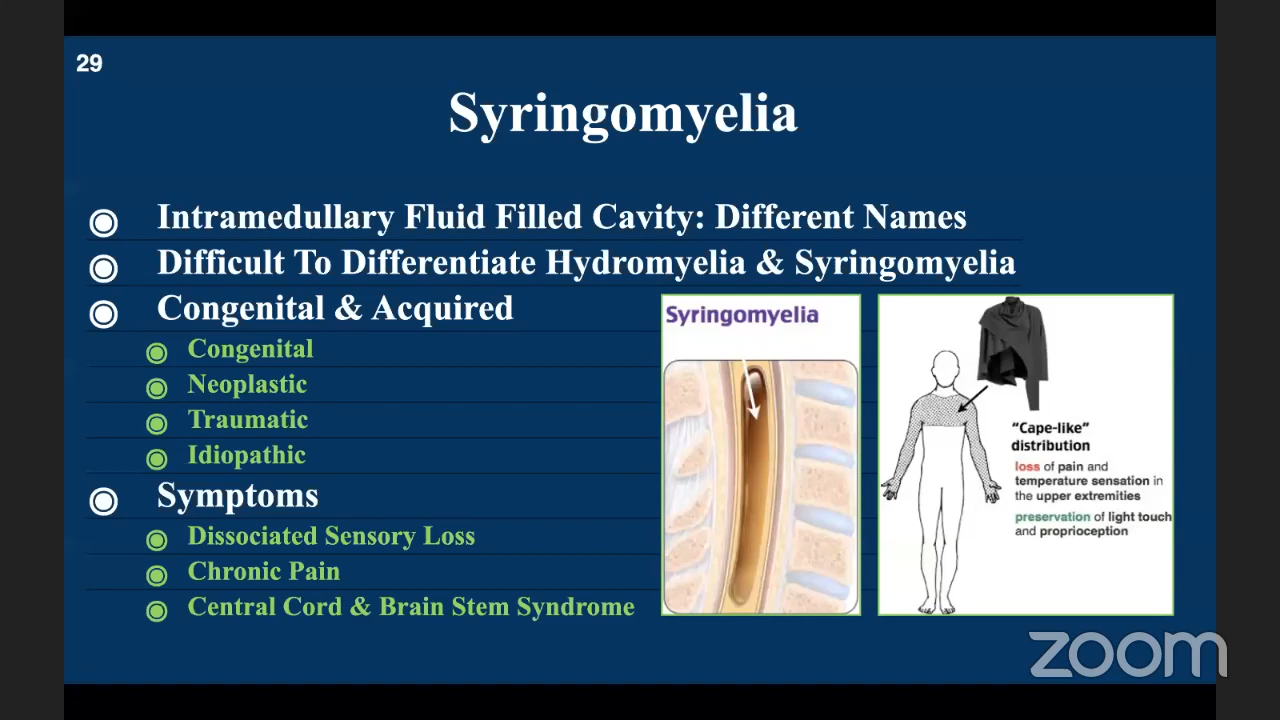 29
Syringomyelia
Intramedullary Fluid Filled Cavity: Different Names
Difficult To Differentiate Hydromyelia & Syringomyelia
Congenital & Acquired
Congenital
Neoplastic
Traumatic
Idiopathic
Symptoms
Dissociated Sensory Loss
Chronic Pain
Central Cord & Brain Stem Syndrome
Syringomyelia
“Cape-like”
distribution
loss of pain and
temperature sensation in
the upper extremities
preservation of light touch
and proprioception
zoom